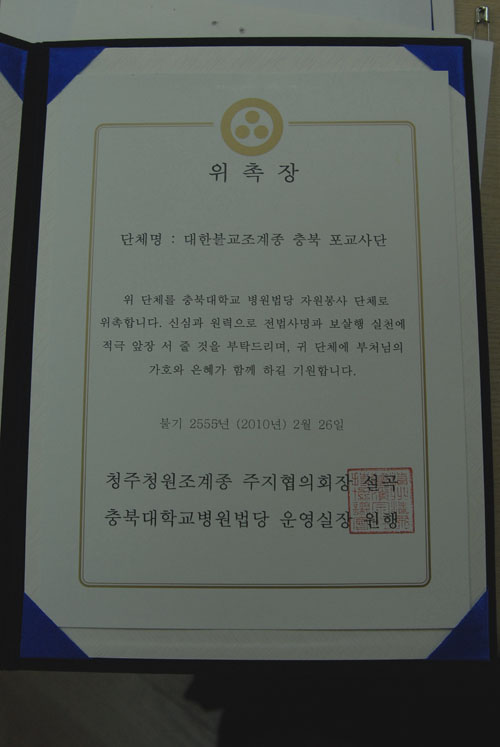 위 촉 장
단체명 : 대한불교조계종 충북 포교사단
위 단체를 충북대학교 병원법당 자원봉사 단체로
위촉합니다. 신심과 원력으로 전법사명과 보살행 실천에
적극 앞장 서 줄 것을 부탁드리며, 귀 단체에 부처님의
가호와 은혜가 함께 하길 기원합니다.
불기 2555년 (2010년) 2월 26일
청주청원조계종 주지협의회장 설곡
충북대학교병원법당 운영실장 원행